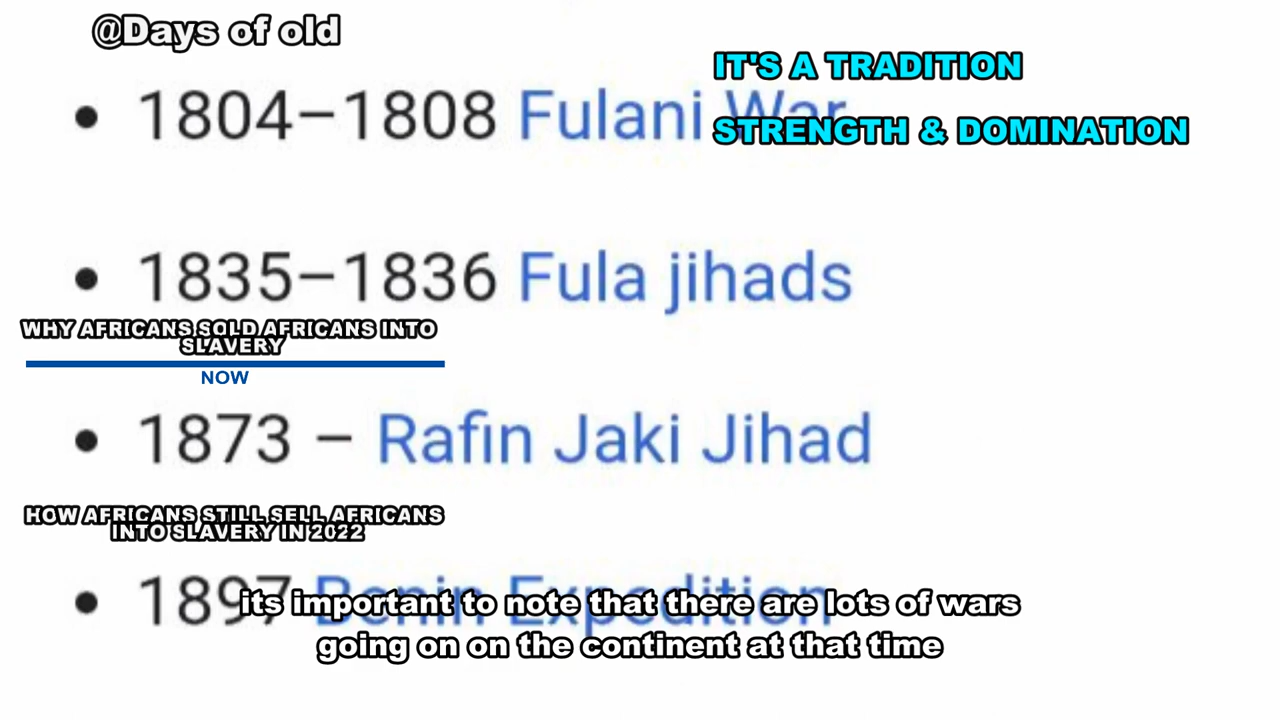 @Days of old
IT'S A TRADITION
• 1804–1808 Fulani War
STRENGTH & DOMINATION
• 1835–1836 Fula jihads
WHY AFRICANS SOLD AFRICANS INTO
SLAVERY
NOW
• 1873 – Rafin Jaki Jihad
HOW AFRICANS STILL SELL AFRICANS
INTO SLAVERY IN 2022
• 1897 Benin Expedition
its important to note that there are lots of wars
going on on the continent at that time